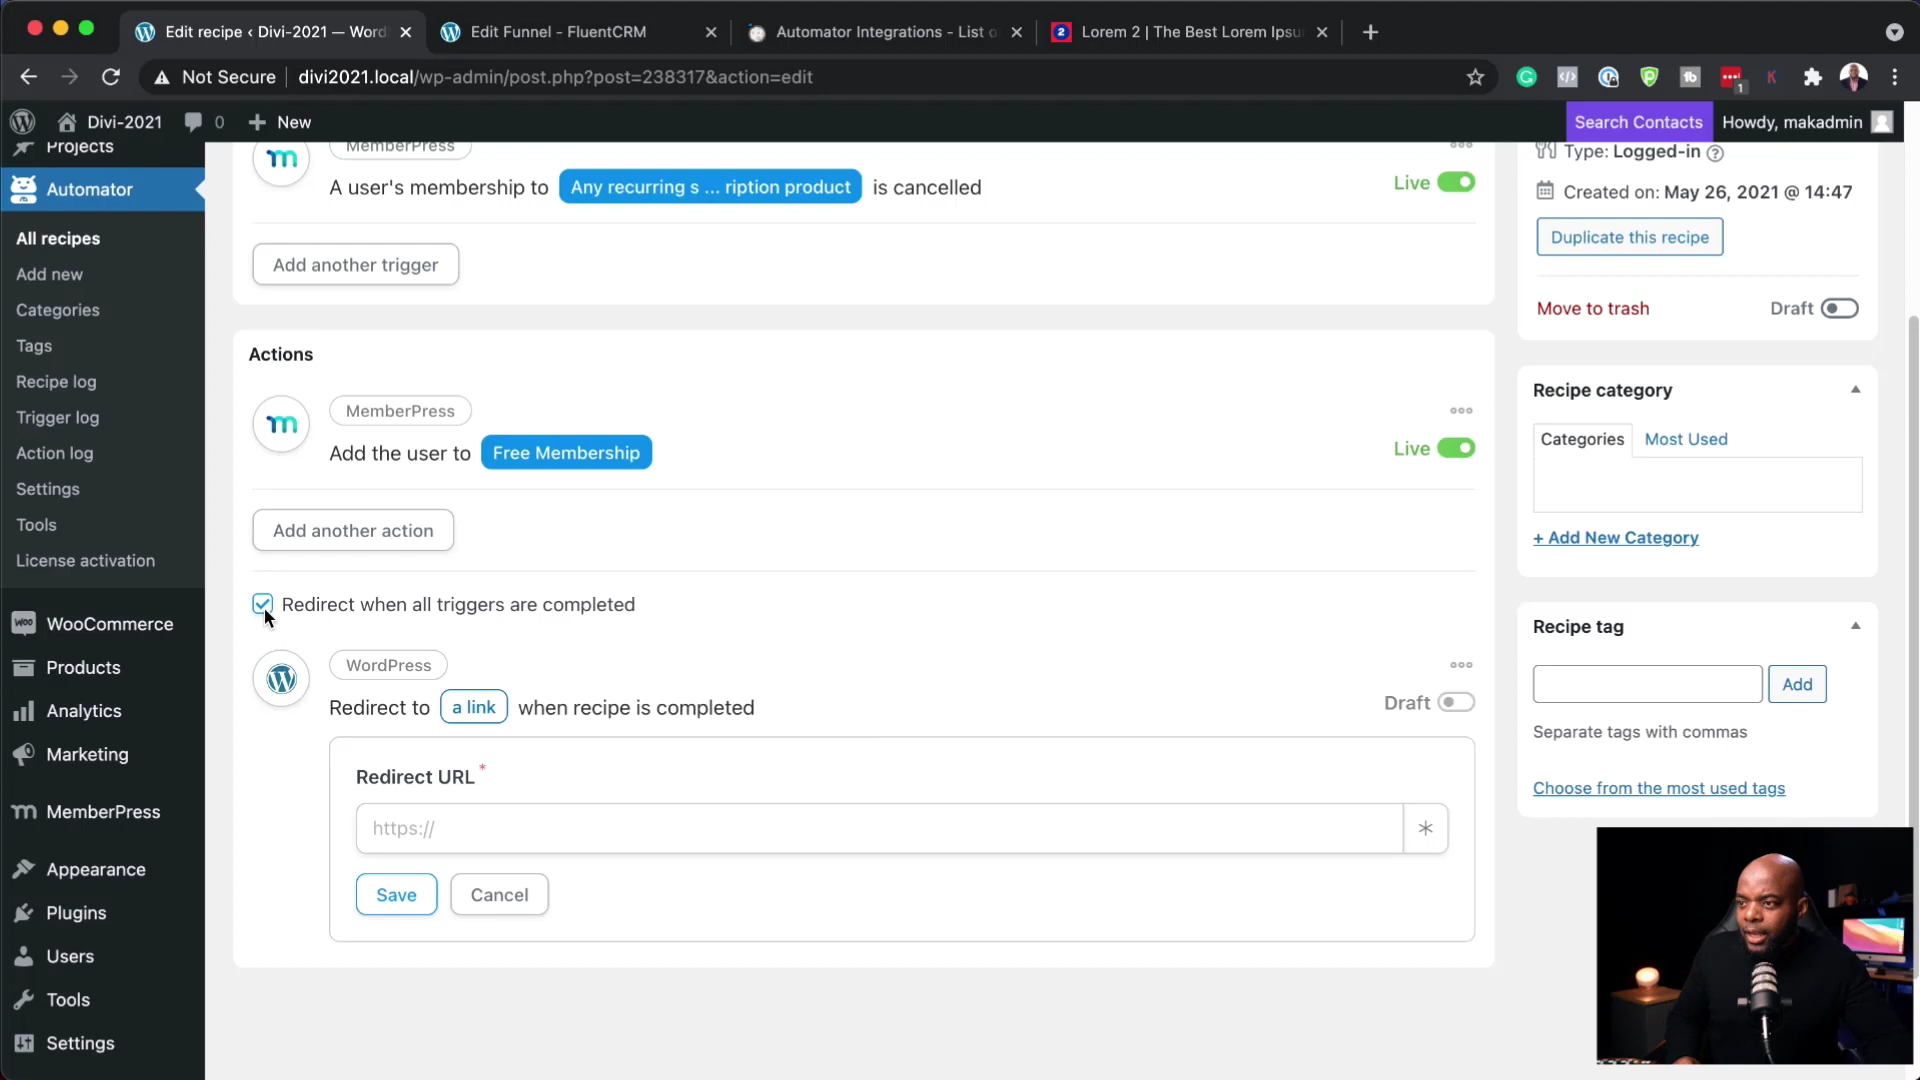 Edit recipe ‹ Divi-2021 — Word
Edit Funnel - FluentCRM
Automator Integrations - List o
Lorem 2 | The Best Lorem Ipsu
Not Secure
divi2021.local/wp-admin/post.php?post=238317&action=edit
1
Divi-2021
0
New
Search Contacts
Howdy, makadmin
Projects
Automator
All recipes
Add new
Categories
Tags
Recipe log
Trigger log
Action log
Settings
Tools
License activation
WooCommerce
Products
Analytics
Marketing
MemberPress
Appearance
Plugins
Users
Tools
Settings
MemberPress
A user's membership to Any recurring s ... ription product is cancelled
Live
Add another trigger
Actions
MemberPress
Add the user to Free Membership
Live
Add another action
Redirect when all triggers are completed
WordPress
Redirect to a link when recipe is completed
Draft
Redirect URL *
https://
Save
Cancel
Type: Logged-in
Created on: May 26, 2021 @ 14:47
Duplicate this recipe
Move to trash
Draft
Recipe category
Categories
Most Used
+ Add New Category
Recipe tag
Add
Separate tags with commas
Choose from the most used tags